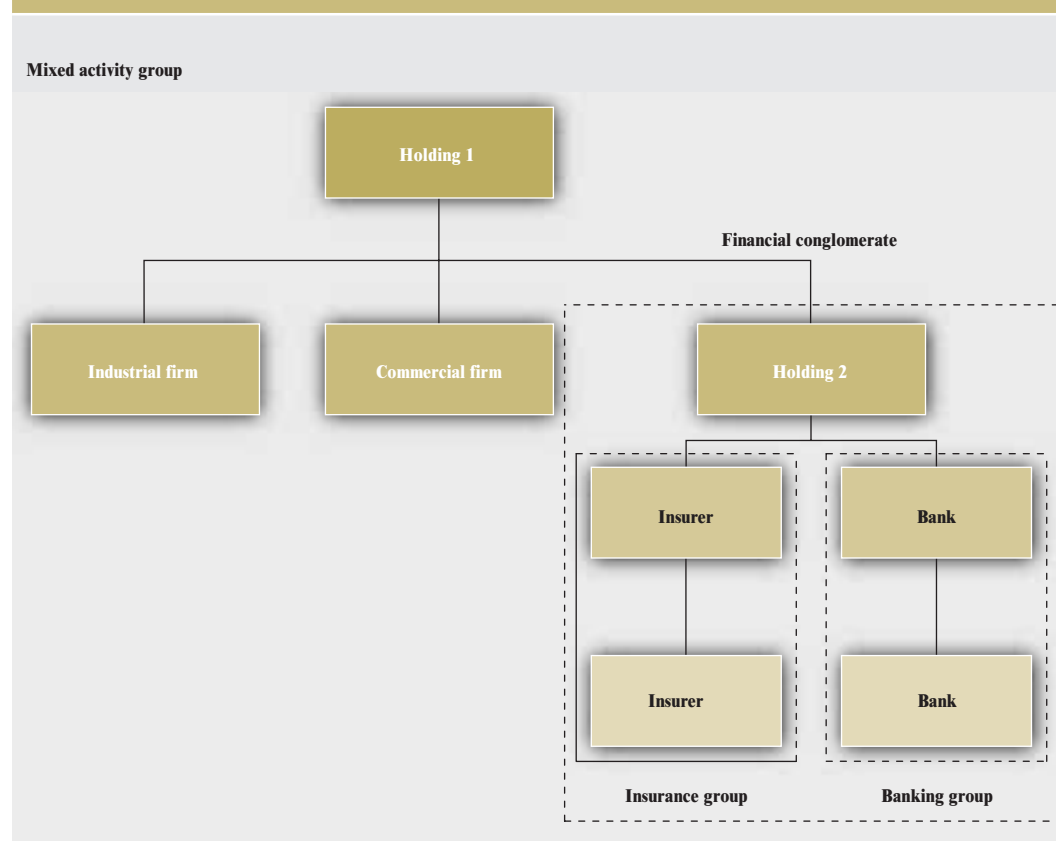 Mixed activity group
Holding 1
Financial conglomerate
Industrial firm
Commercial firm
Holding 2
Insurer
Bank
Insurer
Bank
Insurance group
Banking group